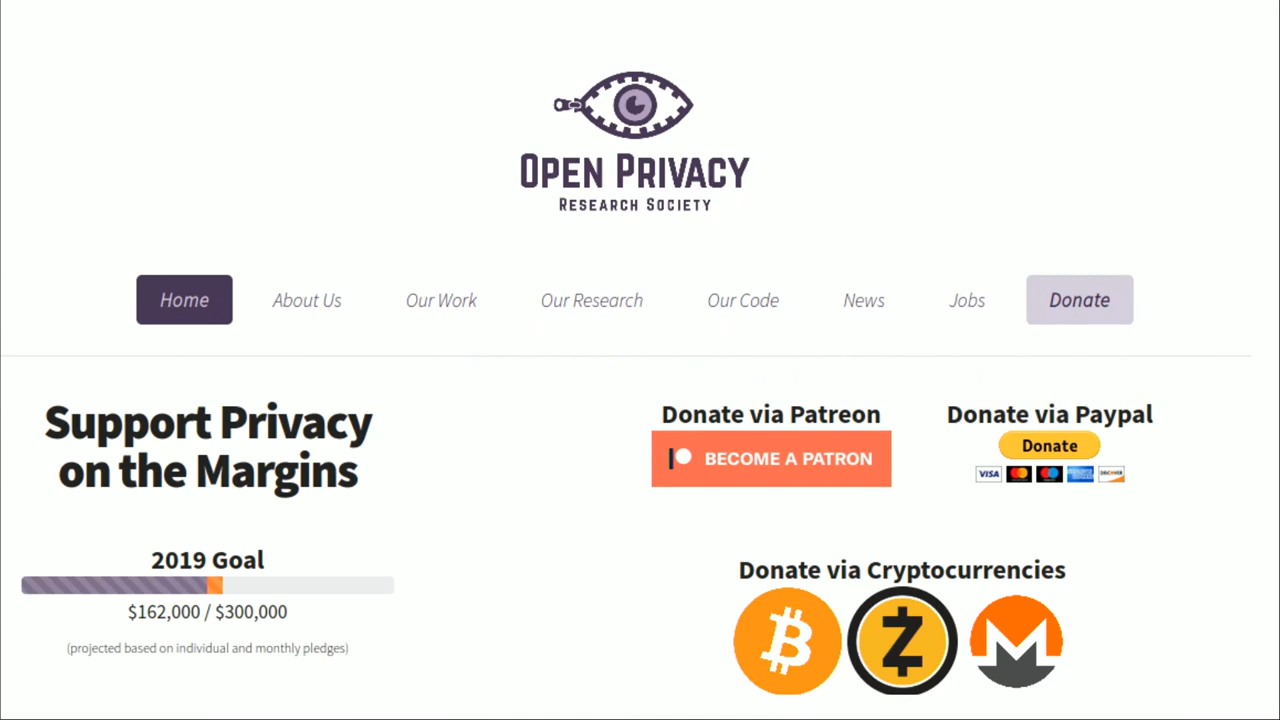 Open Privacy
Research Society
Home About Us Our Work Our Research Our Code News Jobs Donate
Support Privacy
on the Margins
2019 Goal
$162,000 / $300,000
(projected based on individual and monthly pledges)
Donate via Patreon
BECOME A PATRON
Donate via Paypal
Donate
VISA DISCOVER
Donate via Cryptocurrencies